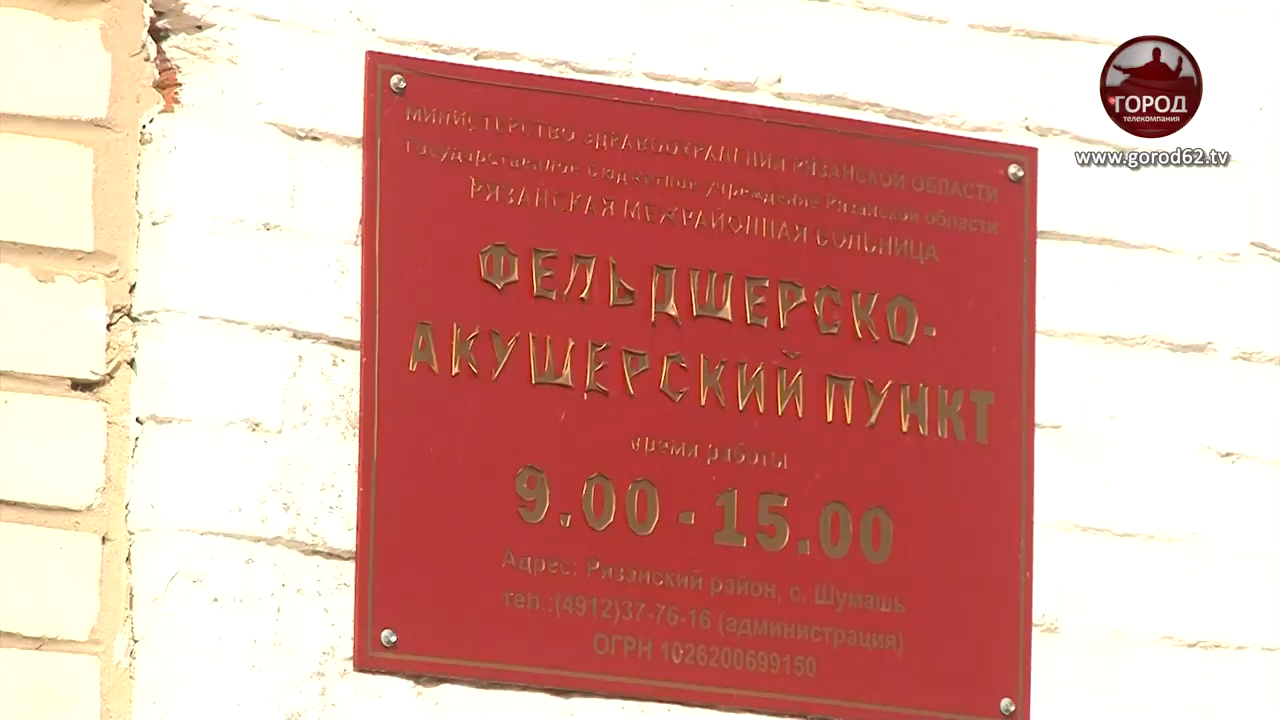 ГОРОД
телекомпания
www.gorod62.tv
МИНИСТЕРСТВО ЗДРАВООХРАНЕНИЯ РЯЗАНСКОЙ ОБЛАСТИ
Государственное бюджетное учреждение Рязанской области
РЯЗАНСКАЯ МЕЖРАЙОННАЯ БОЛЬНИЦА
ФЕЛЬДШЕРСКО-
АКУШЕРСКИЙ ПУНКТ
время работы
9.00 - 15.00
Адрес: Рязанский район, с. Шумашь
тел.:(4912)37-76-16 (администрация)
ОГРН 1026200699150